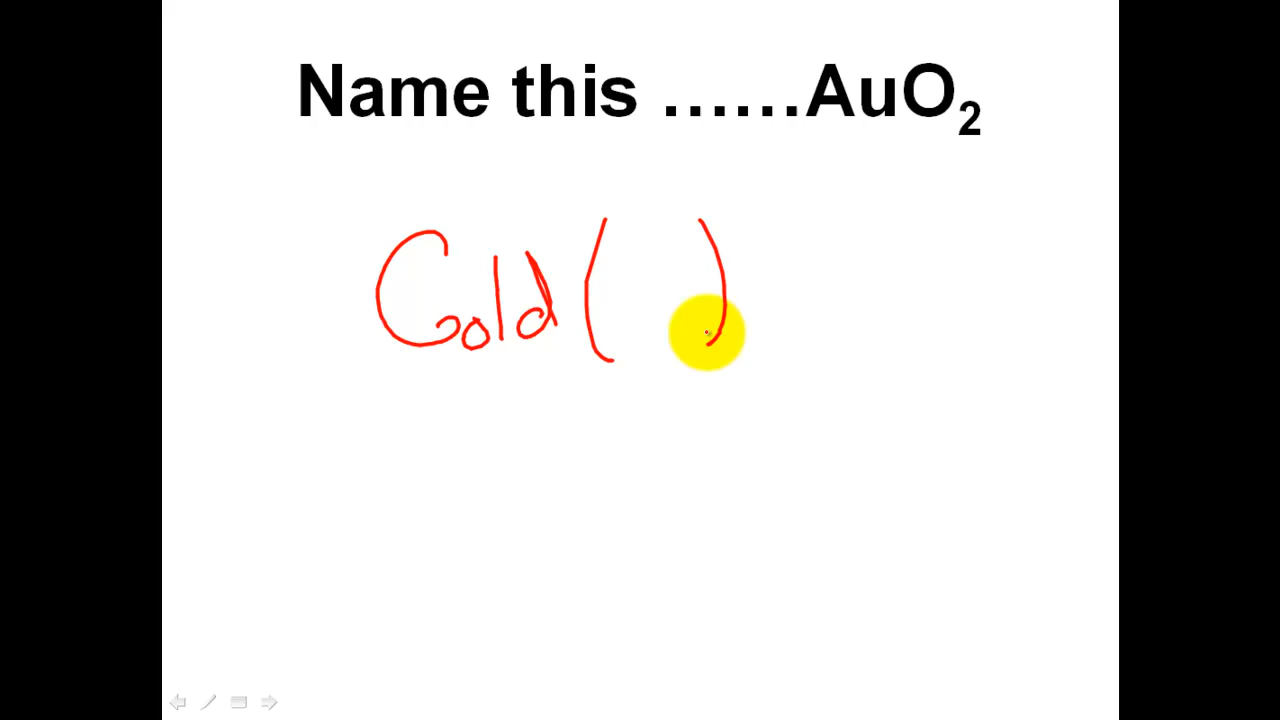 Name this ......AuO₂
Gold ( )